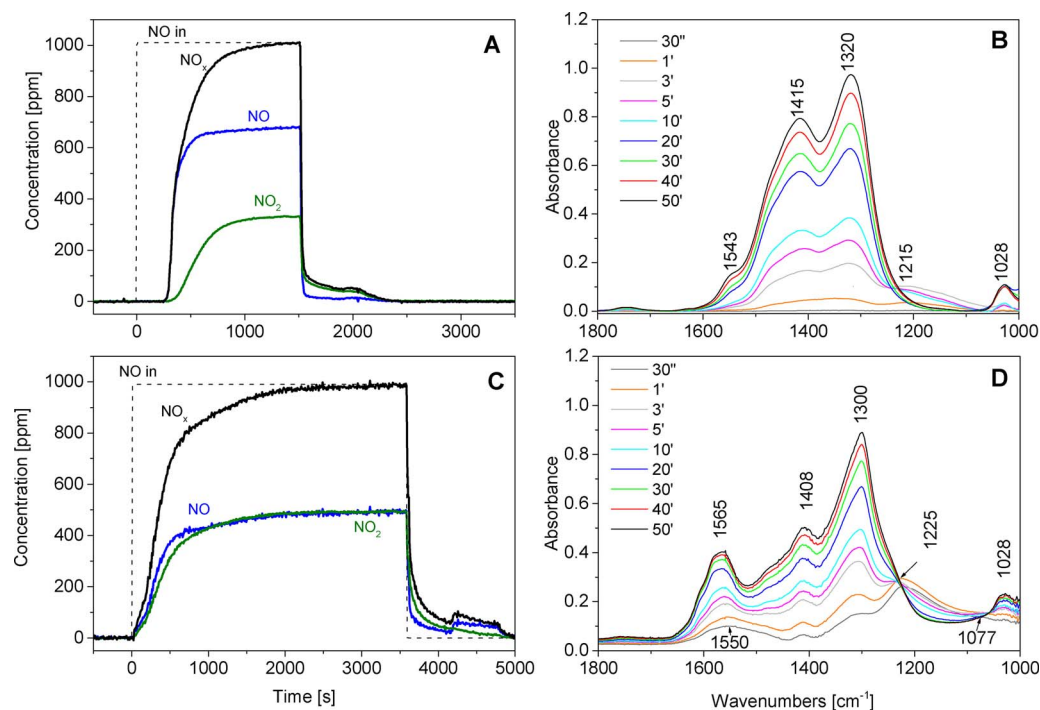 A
NO in
NOx
NO
NO2
Concentration [ppm]
1000
800
600
400
200
0
0 1000 2000 3000
B
30"
1'
3'
5'
10'
20'
30'
40'
50'
1543
1415
1320
1215
1028
Absorbance
1.2
1.0
0.8
0.6
0.4
0.2
0.0
1800 1600 1400 1200 1000
C
NO in
NOx
NO
NO2
Concentration [ppm]
1000
800
600
400
200
0
0 1000 2000 3000 4000 5000
Time [s]
D
30"
1'
3'
5'
10'
20'
30'
40'
50'
1565
1550
1408
1300
1225
1077
1028
Absorbance
1.2
1.0
0.8
0.6
0.4
0.2
0.0
1800 1600 1400 1200 1000
Wavenumbers [cm-1]